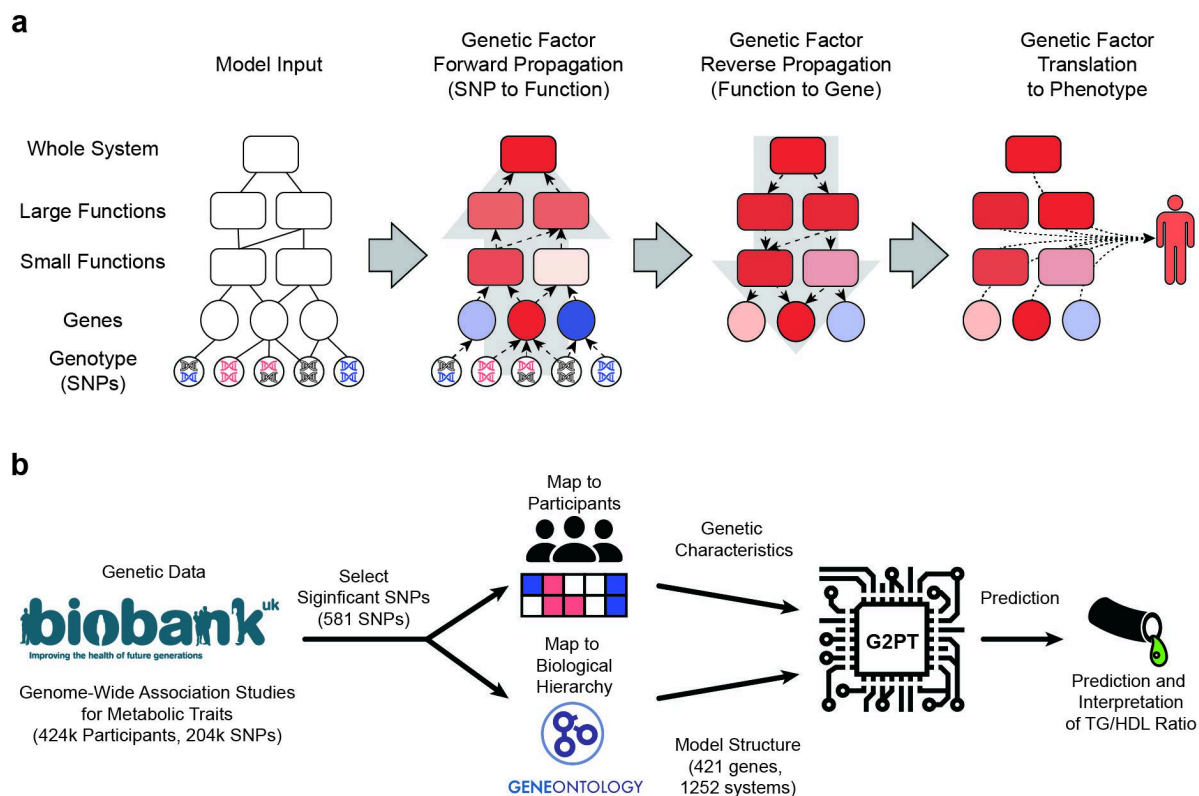 a
Model Input
Genetic Factor
Forward Propagation
(SNP to Function)
Genetic Factor
Reverse Propagation
(Function to Gene)
Genetic Factor
Translation
to Phenotype
Whole System
Large Functions
Small Functions
Genes
Genotype
(SNPs)
b
Genetic Data
biobank uk
Improving the health of future generations
Genome-Wide Association Studies
for Metabolic Traits
(424k Participants, 204k SNPs)
Select
Siginficant SNPs
(581 SNPs)
Map to
Participants
Map to
Biological
Hierarchy
GENEONTOLOGY
Genetic
Characteristics
Model Structure
(421 genes,
1252 systems)
G2PT
Prediction
Prediction and
Interpretation
of TG/HDL Ratio